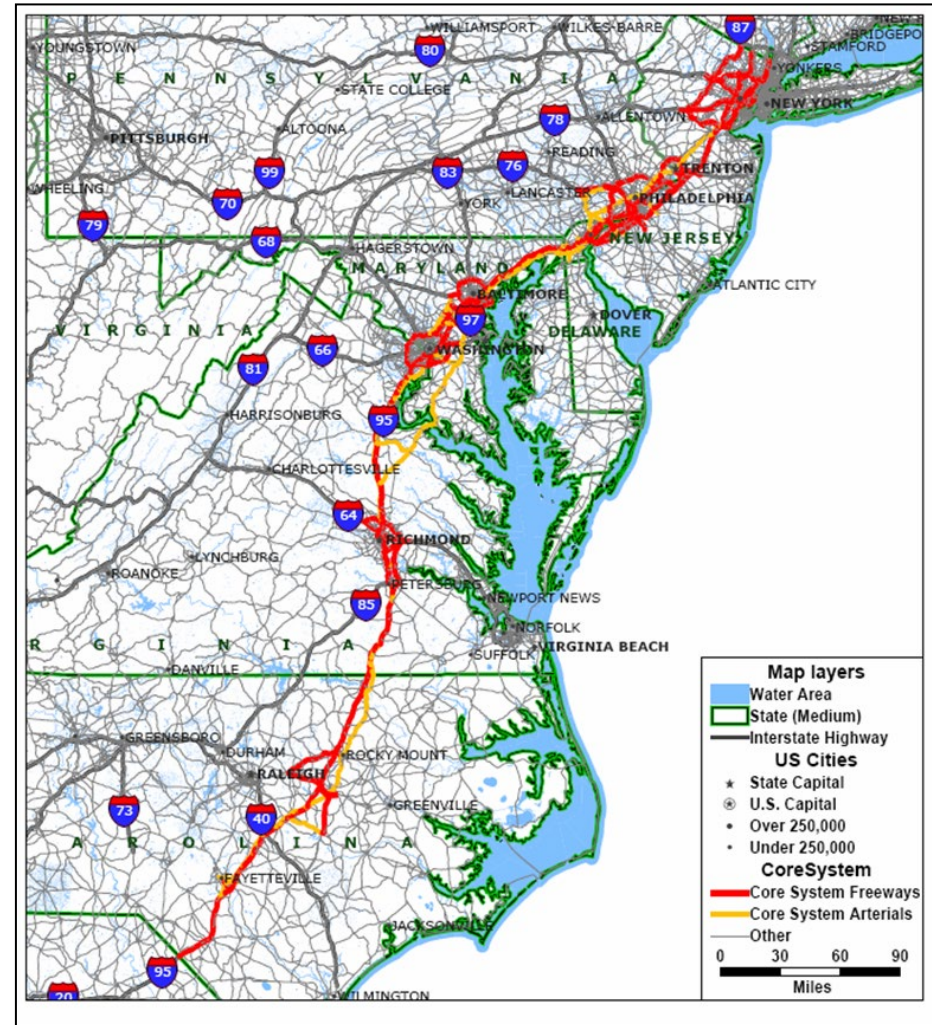 87
NEW
BRIDGEPO
WILLIAMSPORT
WILKES-BARRE
STAMFORD
YOUNGSTOWN
80
YONKERS
PENNSYLVANIA
STATE COLLEGE
NEW YORK
78
ALLENTOWN
ALTOONA
PITTSBURGH
READING
99
83
76
TRENTON
WHEELING
LANCASTER
70
YORK
PHILADELPHIA
79
68
NEW JERSEY
HAGERSTOWN
MARYLAND
ATLANTIC CITY
BALTIMORE
97
DOVER
VIRGINIA
DELAWARE
66
WASHINGTON
81
HARRISONBURG
95
CHARLOTTESVILLE
64
RICHMOND
LYNCHBURG
ROANOKE
PETERSBURG
85
NEWPORT NEWS
NORFOLK
RGINIA
VIRGINIA BEACH
SUFFOLK
DANVILLE
Map layers
Water Area
State (Medium)
Interstate Highway
US Cities
State Capital
U.S. Capital
Over 250,000
Under 250,000
CoreSystem
Core System Freeways
Core System Arterials
Other
0 30 60 90
Miles
GREENSBORO
DURHAM
ROCKY MOUNT
RALEIGH
73
40
GREENVILLE
AROLINA
FAYETTEVILLE
JACKSONVILLE
95
20
WILMINGTON